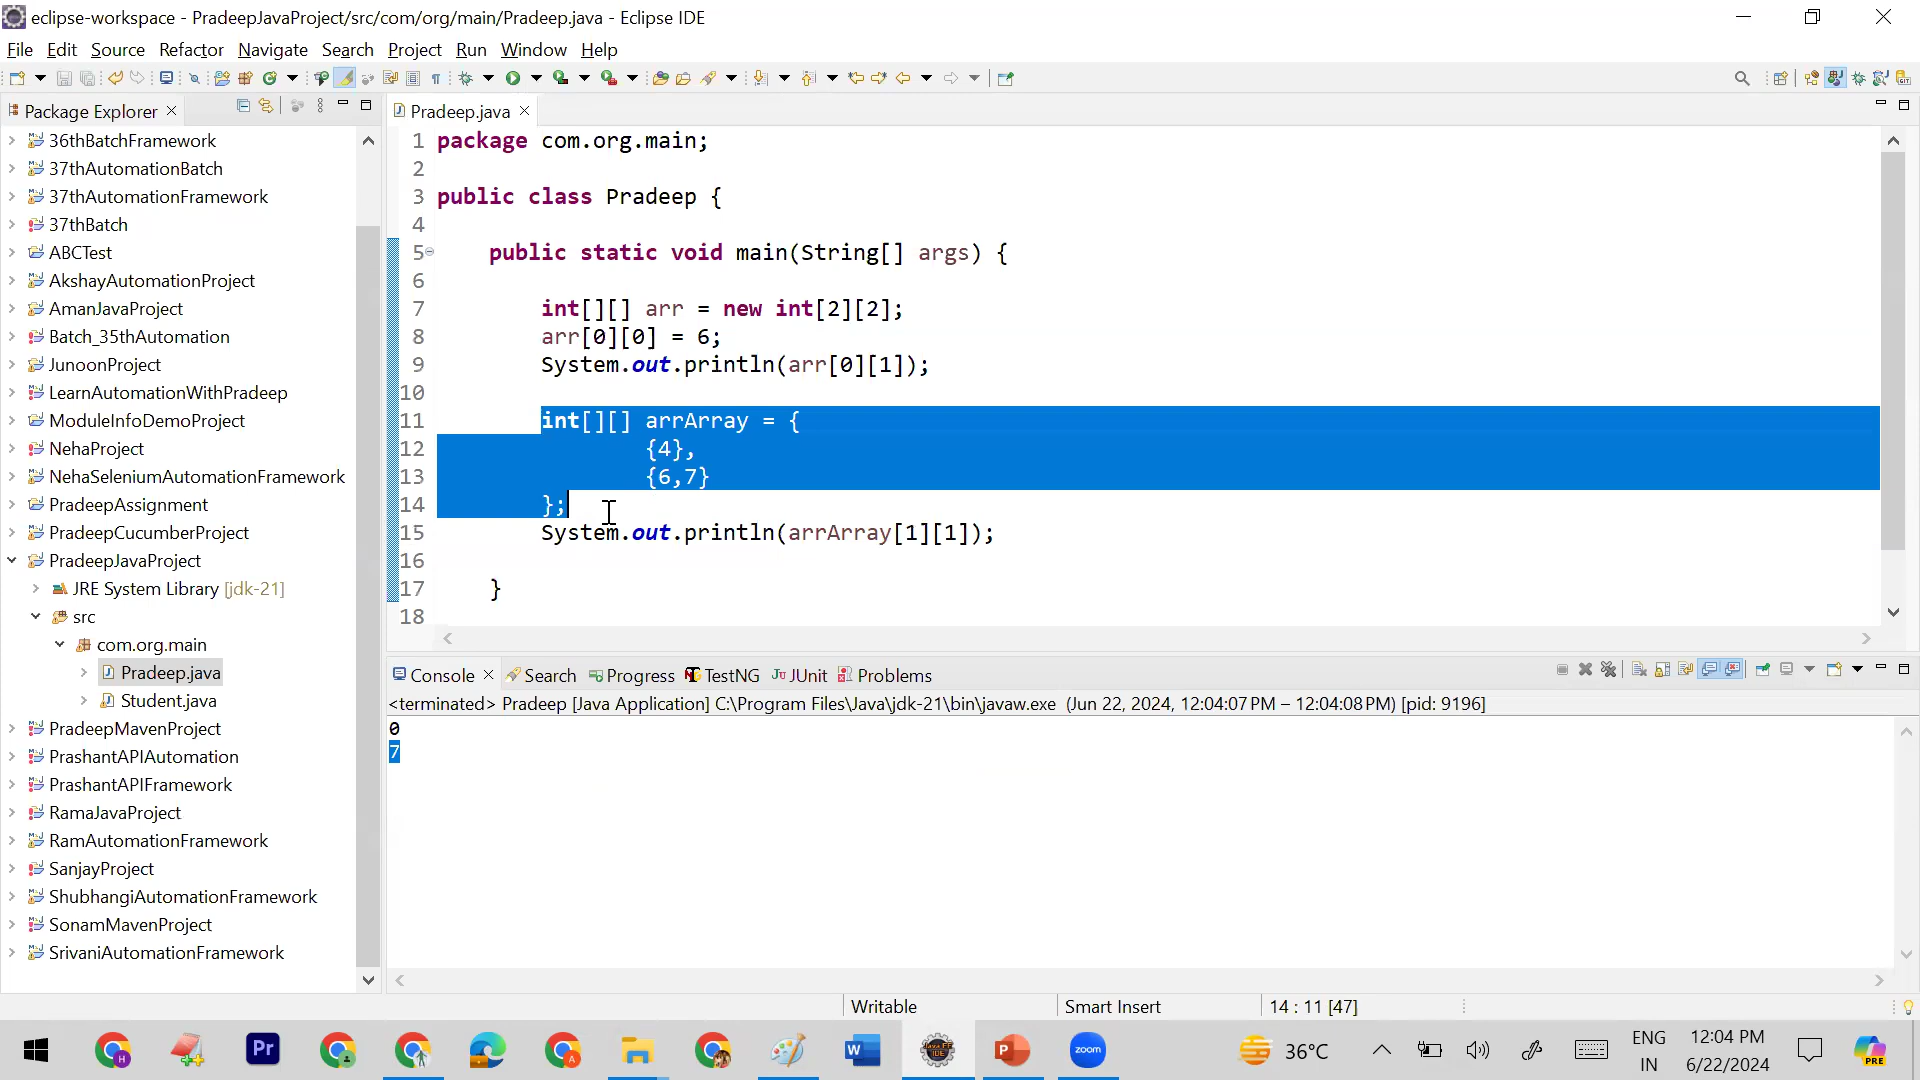 eclipse-workspace - PradeepJavaProject/src/com/org/main/Pradeep.java - Eclipse IDE
File Edit Source Refactor Navigate Search Project Run Window Help
Package Explorer
36thBatchFramework
37thAutomationBatch
37thAutomationFramework
37thBatch
ABCTest
AkshayAutomationProject
AmanJavaProject
Batch_35thAutomation
JunoonProject
LearnAutomationWithPradeep
ModuleInfoDemoProject
NehaProject
NehaSeleniumAutomationFramework
PradeepAssignment
PradeepCucumberProject
PradeepJavaProject
JRE System Library [jdk-21]
src
com.org.main
Pradeep.java
Student.java
PradeepMavenProject
PrashantAPIAutomation
PrashantAPIFramework
RamaJavaProject
RamAutomationFramework
SanjayProject
ShubhangiAutomationFramework
SonamMavenProject
SrivaniAutomationFramework
Pradeep.java
1 package com.org.main;
2
3 public class Pradeep {
4
5 public static void main(String[] args) {
6
7 int[][] arr = new int[2][2];
8 arr[0][0] = 6;
9 System.out.println(arr[0][1]);
10
11 int[][] arrArray = {
12 {4},
13 {6,7}
14 };
15 System.out.println(arrArray[1][1]);
16
17 }
18
Console Search Progress TestNG JUnit Problems
<terminated> Pradeep [Java Application] C:\Program Files\Java\jdk-21\bin\javaw.exe (Jun 22, 2024, 12:04:07 PM – 12:04:08 PM) [pid: 9196]
0
7
Writable Smart Insert 14 : 11 [47]
Pr
W
P
zoom
36°C
ENG
IN
12:04 PM
6/22/2024
PRE